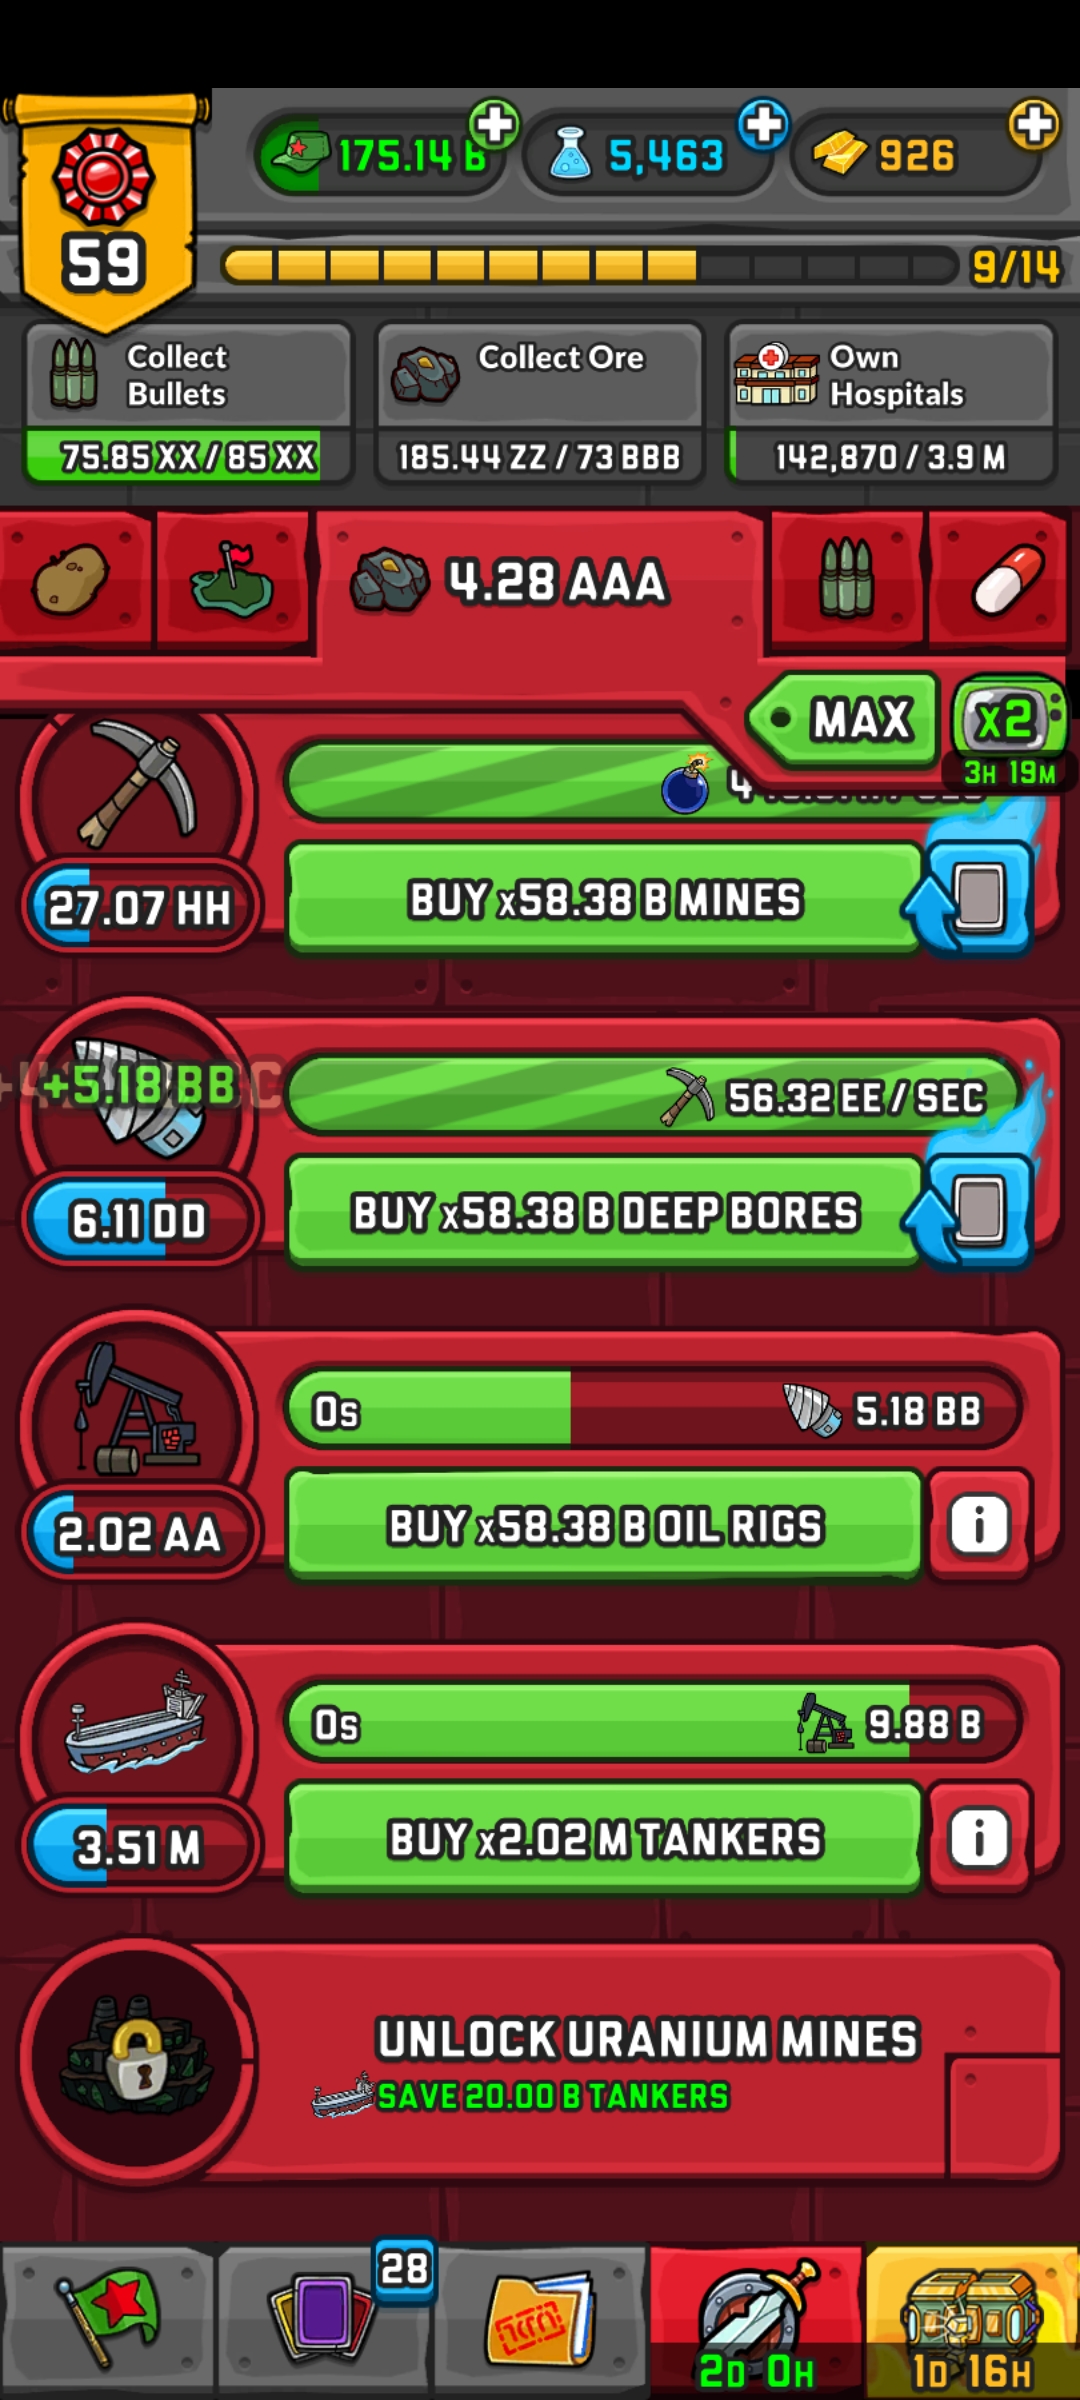 175.14 B
5,463
926
59
9/14
Collect
Bullets
75.85 XX / 85 XX
Collect Ore
185.44 ZZ / 73 BBB
Own
Hospitals
142,870 / 3.9 M
4.28 AAA
MAX
x2
3H 19M
27.07 HH
BUY x58.38 B MINES
+5.18 BB
56.32 EE / SEC
6.11 DD
BUY x58.38 B DEEP BORES
0s
5.18 BB
2.02 AA
BUY x58.38 B OIL RIGS
i
0s
9.88 B
3.51 M
BUY x2.02 M TANKERS
i
UNLOCK URANIUM MINES
SAVE 20.00 B TANKERS
28
2D 0H
1D 16H